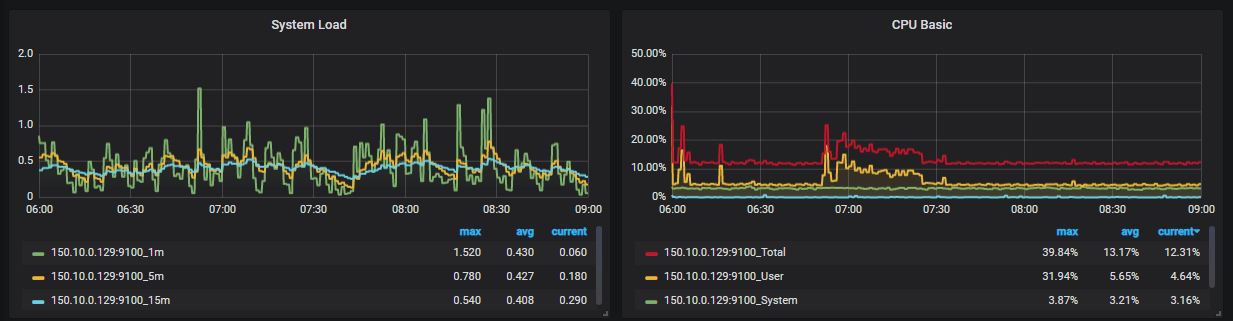 System Load
2.0
1.5
1.0
0.5
0
06:00 06:30 07:00 07:30 08:00 08:30 09:00
max avg current
150.10.0.129:9100_1m 1.520 0.430 0.060
150.10.0.129:9100_5m 0.780 0.427 0.180
150.10.0.129:9100_15m 0.540 0.408 0.290
CPU Basic
50.00%
40.00%
30.00%
20.00%
10.00%
0%
06:00 06:30 07:00 07:30 08:00 08:30 09:00
max avg current
150.10.0.129:9100_Total 39.84% 13.17% 12.31%
150.10.0.129:9100_User 31.94% 5.65% 4.64%
150.10.0.129:9100_System 3.87% 3.21% 3.16%